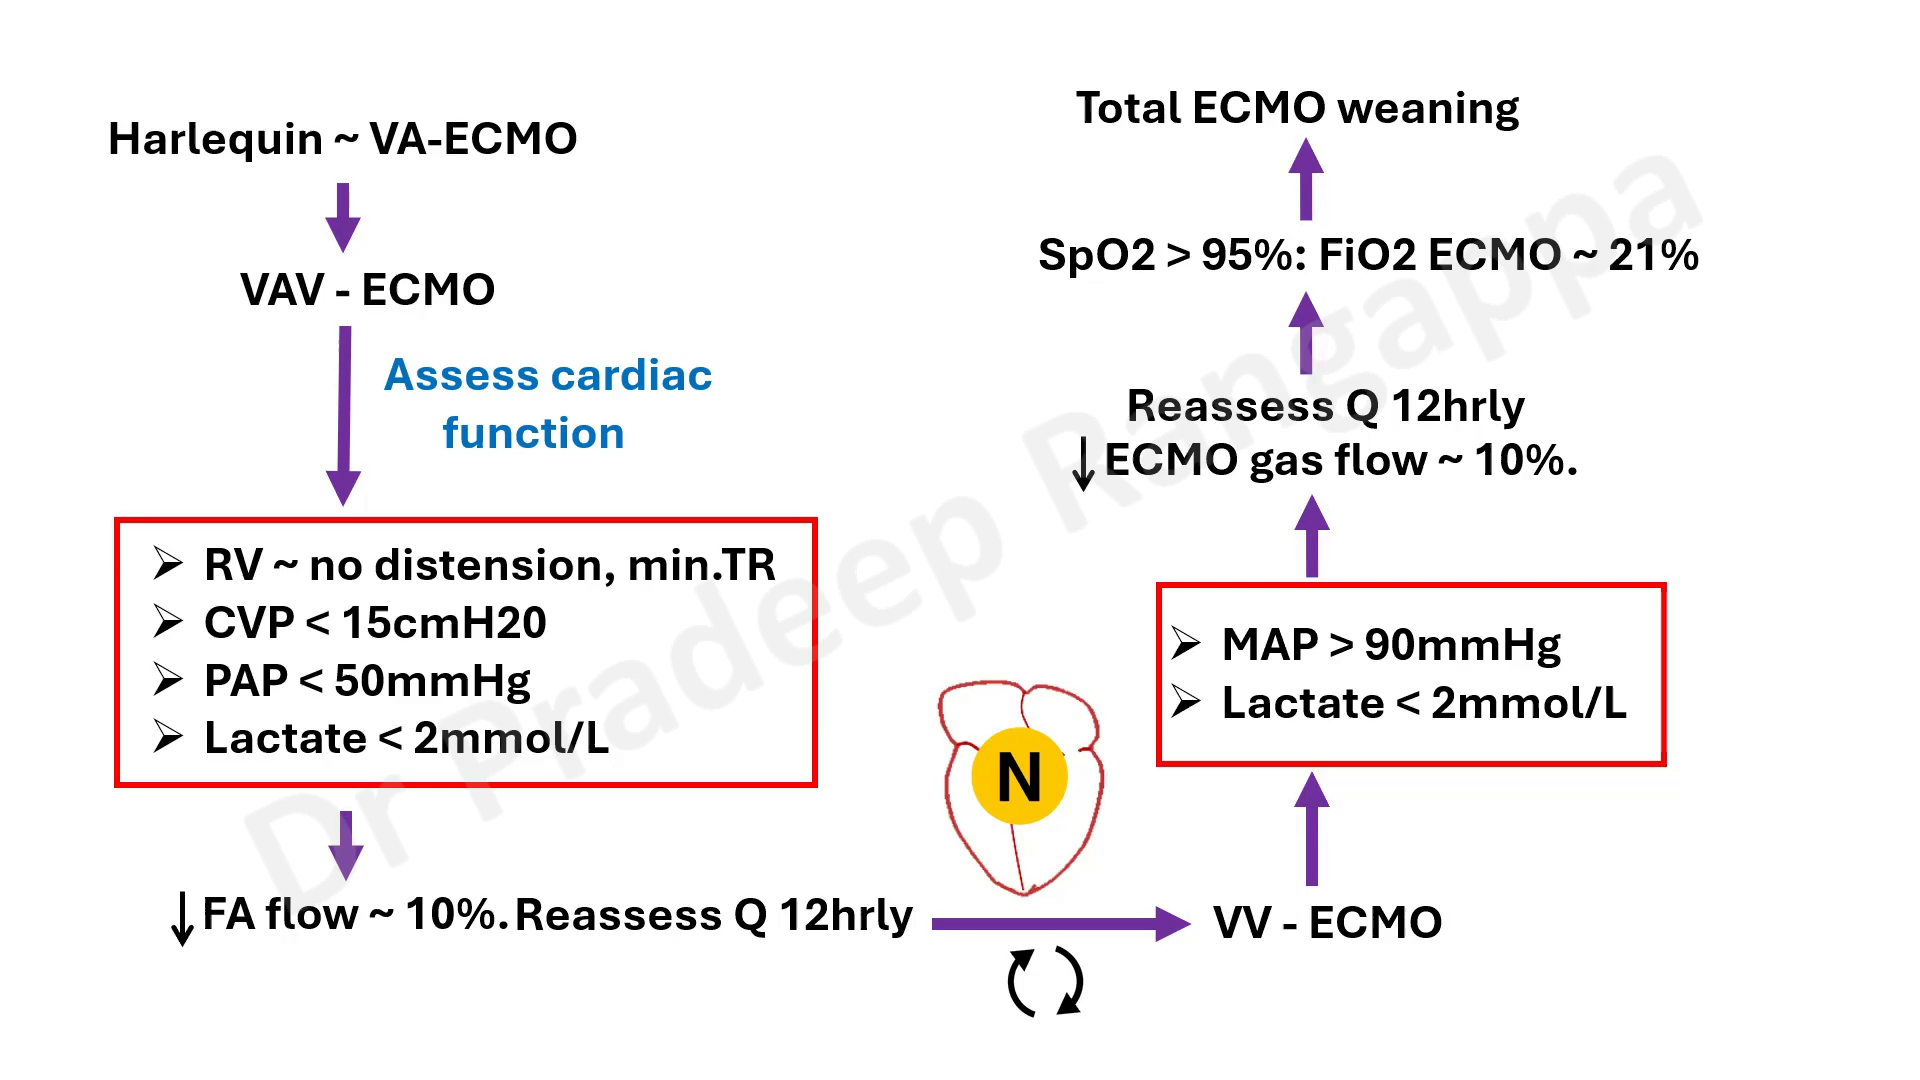 Harlequin ~ VA-ECMO
VAV - ECMO
Assess cardiac
function
RV ~ no distension, min.TR
CVP < 15cmH20
PAP < 50mmHg
Lactate < 2mmol/L
↓ FA flow ~ 10%. Reassess Q 12hrly
N
VV - ECMO
MAP > 90mmHg
Lactate < 2mmol/L
Reassess Q 12hrly
↓ ECMO gas flow ~ 10%.
SpO2 > 95%: FiO2 ECMO ~ 21%
Total ECMO weaning
Dr Pradeep Rangappa